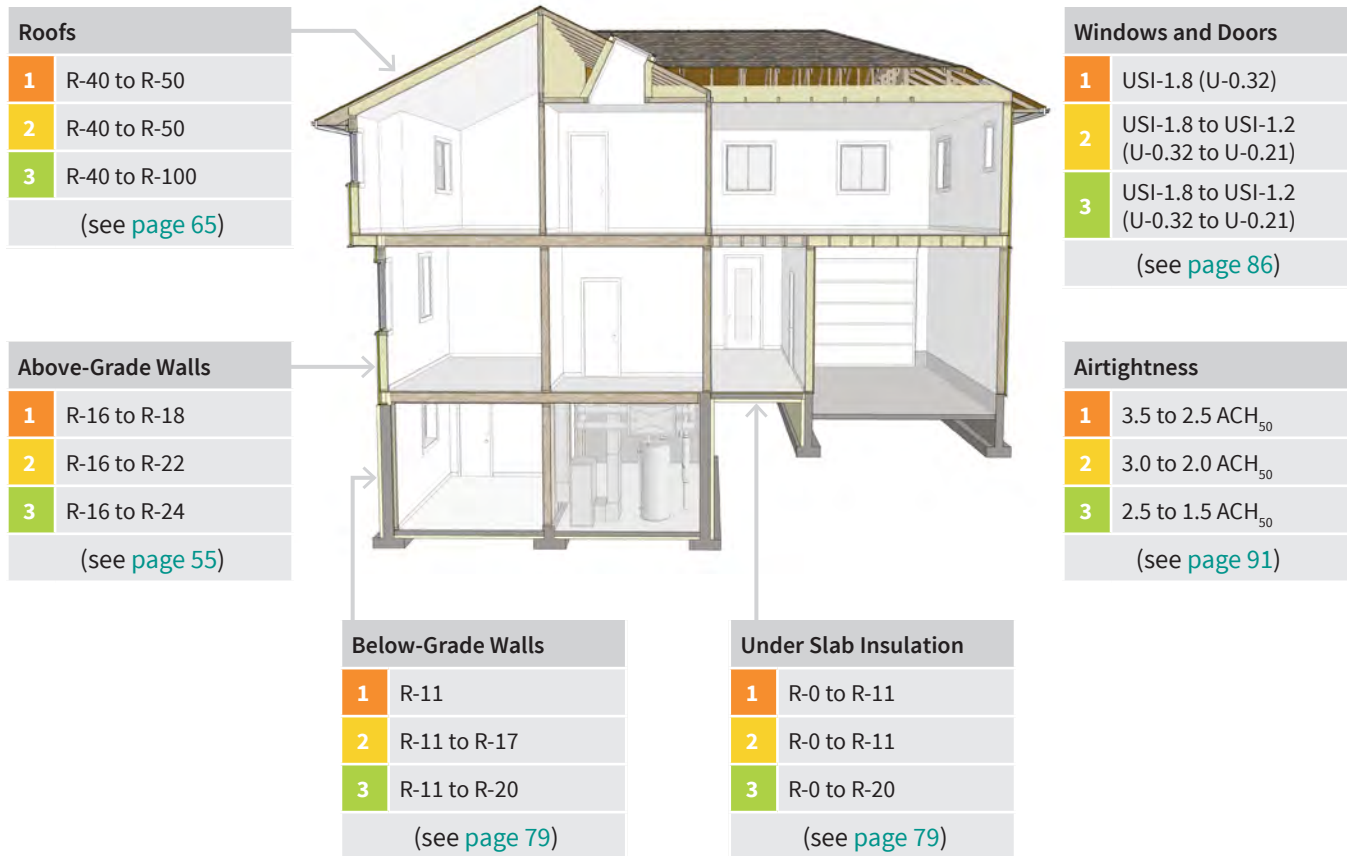 Roofs
1 R-40 to R-50
2 R-40 to R-50
3 R-40 to R-100
(see page 65)
Windows and Doors
1 USI-1.8 (U-0.32)
2 USI-1.8 to USI-1.2
(U-0.32 to U-0.21)
3 USI-1.8 to USI-1.2
(U-0.32 to U-0.21)
(see page 86)
Above-Grade Walls
1 R-16 to R-18
2 R-16 to R-22
3 R-16 to R-24
(see page 55)
Airtightness
1 3.5 to 2.5 ACH₅₀
2 3.0 to 2.0 ACH₅₀
3 2.5 to 1.5 ACH₅₀
(see page 91)
Below-Grade Walls
1 R-11
2 R-11 to R-17
3 R-11 to R-20
(see page 79)
Under Slab Insulation
1 R-0 to R-11
2 R-0 to R-11
3 R-0 to R-20
(see page 79)